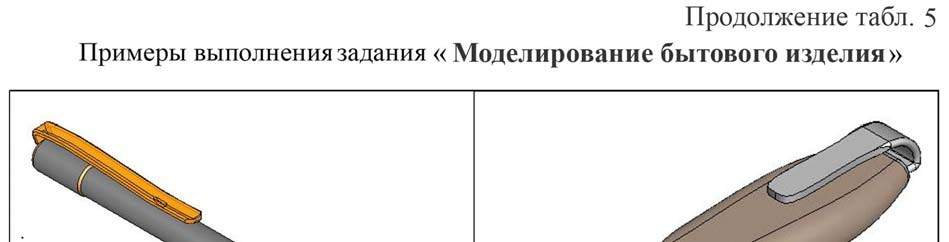 Продолжение табл. 5
Примеры выполнения задания « Моделирование бытового изделия»